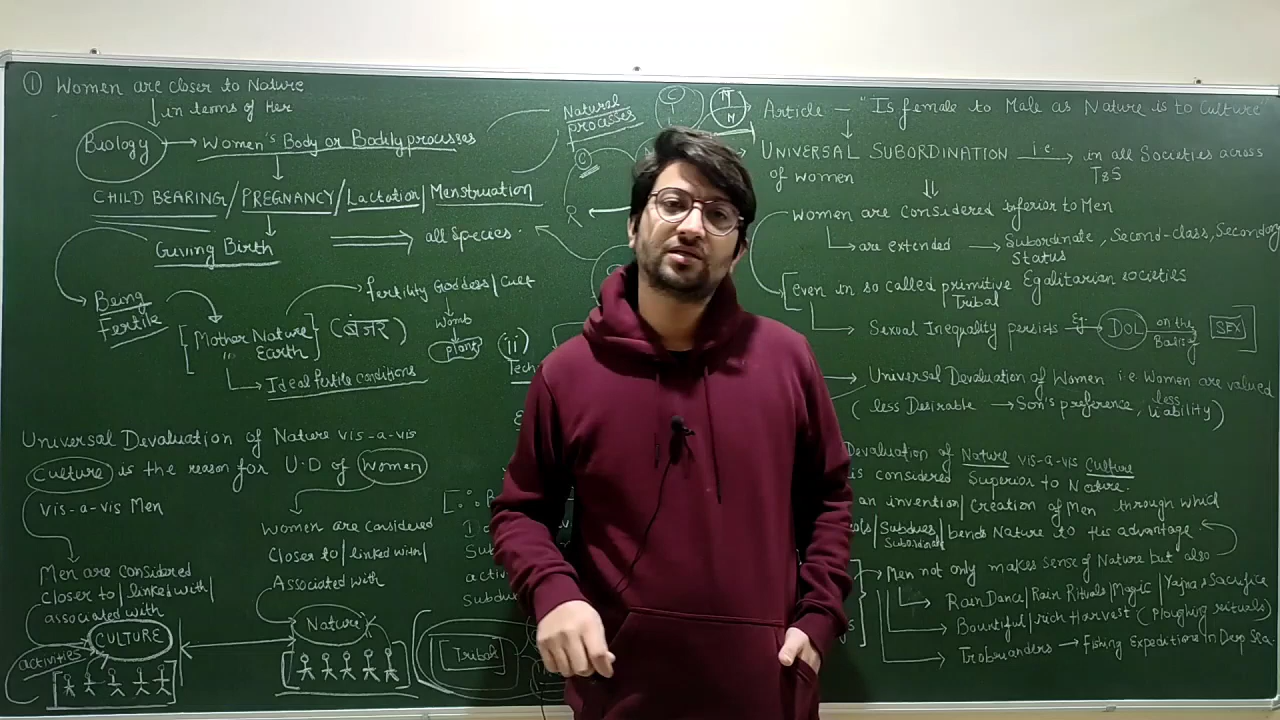 ① Women are closer to Nature
in terms of Her
Biology → Women's Body or Bodily processes
CHILD BEARING / PREGNANCY / Lactation / Menstruation
Giving Birth ⟹ all Species.
Being Fertile
[Mother Nature Earth] (बंजर)
fertility Goddess / Cult
womb
plant
Ideal fertile conditions
Universal Devaluation of Nature vis-a-vis
Culture is the reason for U.D of Women
vis-a-vis Men
Men are Considered
Closer to / linked with /
associated with
CULTURE
activities
Women are considered
Closer to / linked with /
Associated with
Nature
Natural
processes
C
R ←
(ii)
Tech
[Tribal
Article — "Is female to Male as Nature is to Culture
UNIVERSAL SUBORDINATION i.e. → in all Societies across
of women T&S
Women are Considered inferior to Men
are extended → Subordinate, Second-class, Secondary
Status
[even in so called primitive Egalitarian societies
Tribal
Sexual Inequality persists Eg: → DOL on the Basis of SEX
→ Universal Devaluation of Women i.e Women are valued
(less Desirable → Son's preference, less liability)
Devaluation of Nature vis-a-vis Culture
is considered Superior to Nature.
an invention / Creation of Men through which
ols / Subdues / bends Nature to His advantage
Subordinate
Men not only makes sense of Nature but also
Rain Dance / Rain Rituals / Magic / Yajna & Sacrifice
Bountiful / rich Harvest (Ploughing rituals)
Trobrianders → Fishing Expeditions In Deep Sea